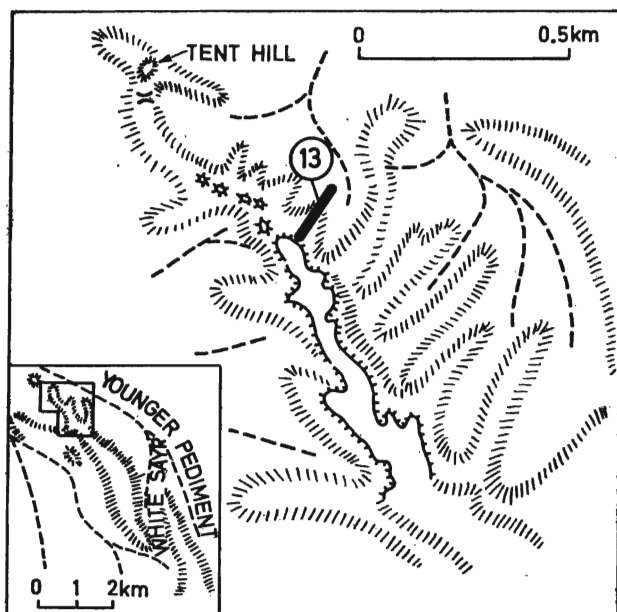 TENT HILL
0 0.5km
13
YOUNGER PEDIMENT
WHITE SAYR
0 1 2km